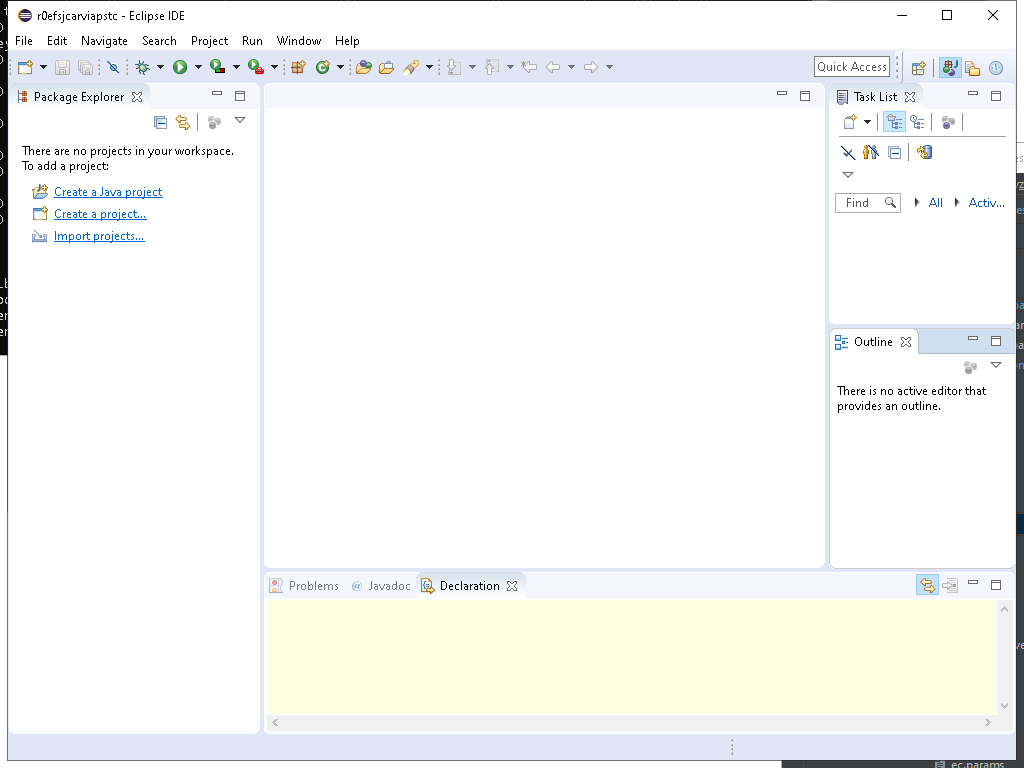 r0efsjcarviapstc - Eclipse IDE
File Edit Navigate Search Project Run Window Help
Quick Access
Package Explorer
Task List
There are no projects in your workspace.
To add a project:
Create a Java project
Create a project...
Import projects...
Find All Activ...
Outline
There is no active editor that
provides an outline.
Problems @ Javadoc Declaration
ec.params